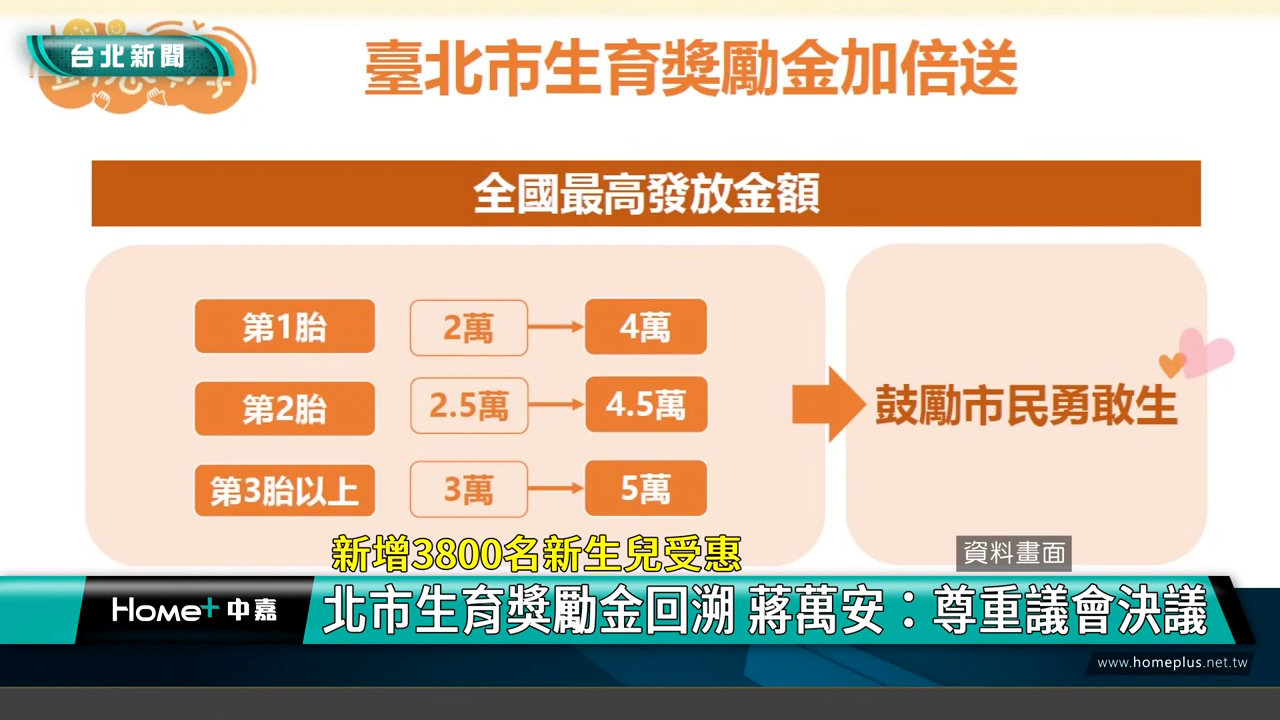 台北新聞
臺北市生育獎勵金加倍送
全國最高發放金額
第1胎 2萬 4萬
第2胎 2.5萬 4.5萬
鼓勵市民勇敢生
第3胎以上 3萬 5萬
新增3800名新生兒受惠
資料畫面
Home+中嘉
北市生育獎勵金回溯 蔣萬安：尊重議會決議
www.homeplus.net.tw